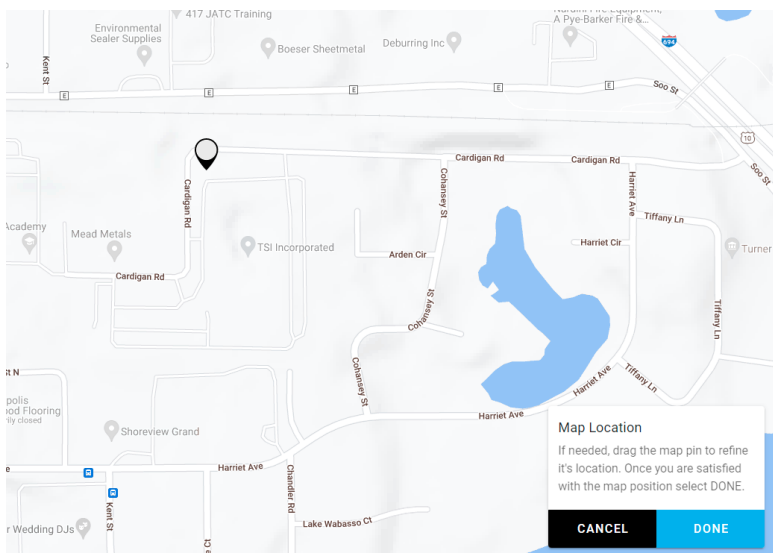 417 JATC Training
Environmental
Sealer Supplies
Boeser Sheetmetal
Deburring Inc
A Pye-Barker Fire &...
694
Kent St
E
E
E
E
E
Soo St
10
Soo St
Cardigan Rd
Cardigan Rd
Cardigan Rd
Cohansey St
Harriet Ave
Tiffany Ln
Academy
Mead Metals
TSI Incorporated
Arden Cir
Harriet Cir
Turner
Cardigan Rd
Cohansey St
Tiffany Ln
Cohansey St
Tiffany Ln
Harriet Ave
St N
polis
od Flooring
rily closed
Shoreview Grand
Harriet Ave
Harriet Ave
Chandler Rd
Kent St
r Wedding DJs
Lake Wabasso Ct
Map Location
If needed, drag the map pin to refine
it's location. Once you are satisfied
with the map position select DONE.
CANCEL
DONE